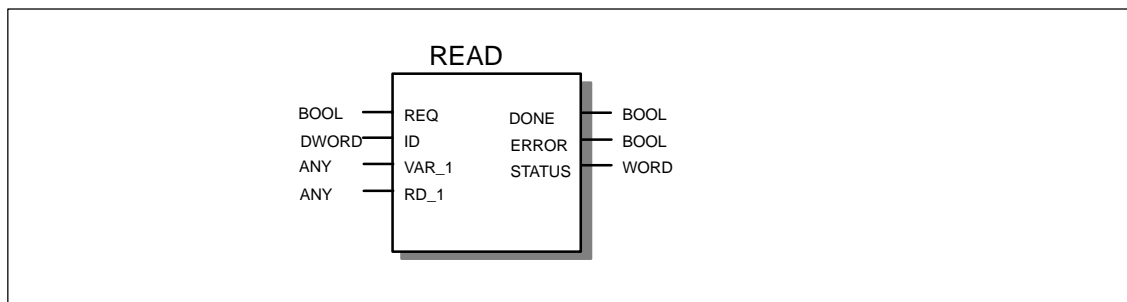 READ
BOOL REQ DONE BOOL
DWORD ID ERROR BOOL
ANY VAR_1 STATUS WORD
ANY RD_1